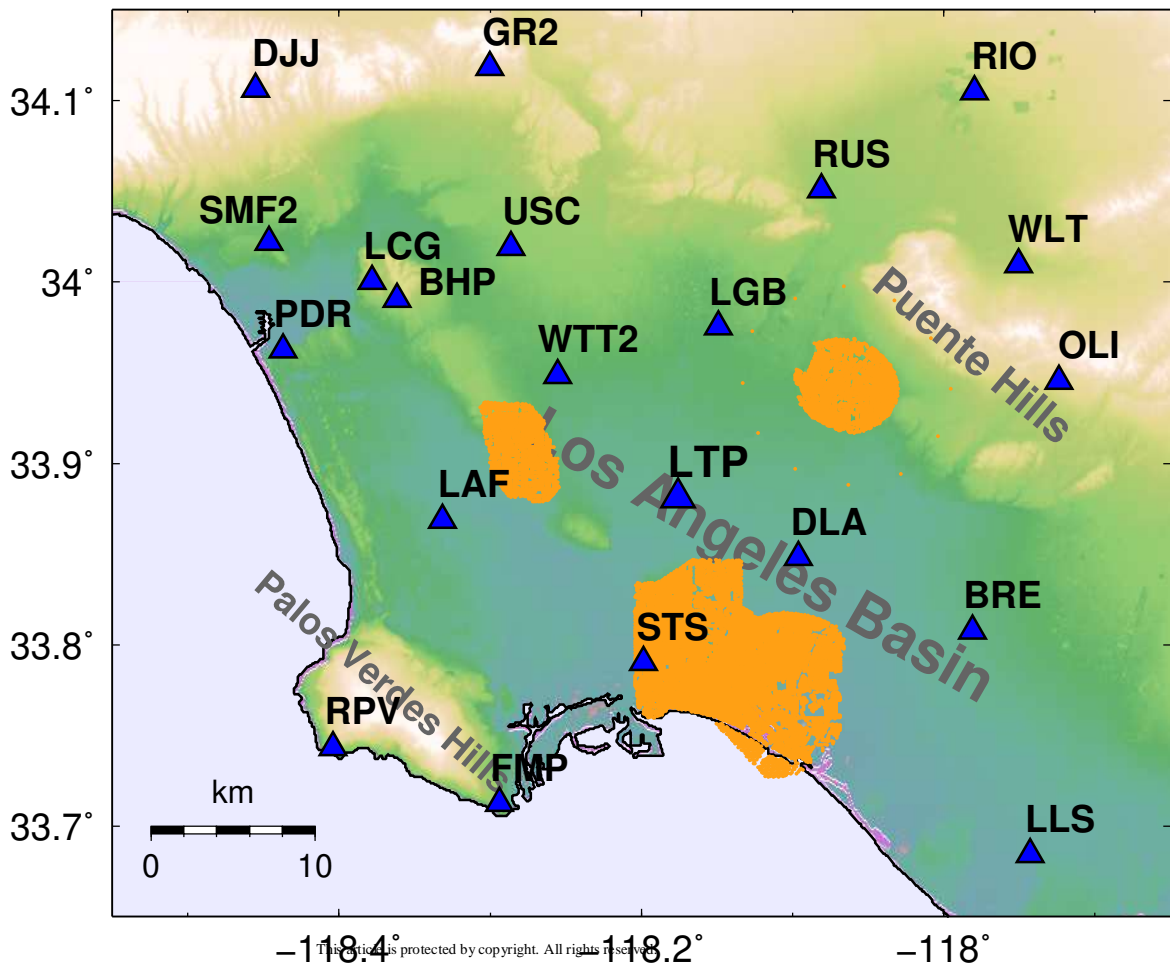 GR2
DJJ
RIO
34.1°
RUS
SMF2
USC
WLT
LCG
34°
BHP
LGB
Puente Hills
PDR
WTT2
OLI
33.9°
Los Angeles Basin
LTP
LAF
DLA
Palos Verdes Hills
BRE
STS
33.8°
RPV
FMP
km
33.7°
LLS
0 10
−118.4° −118.2° −118°
This article is protected by copyright. All rights reserved.